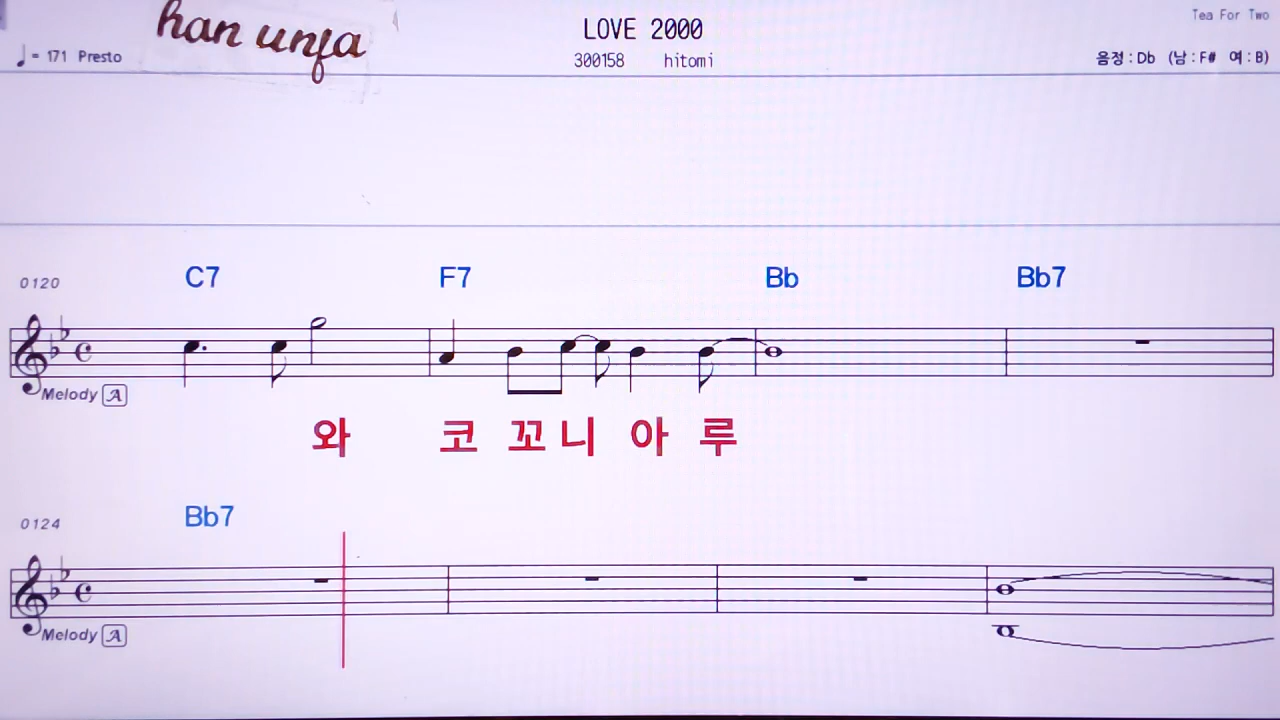 han unja
LOVE 2000
Tea For Two
♩= 171 Presto
300158 hitomi
음정:Db (남:F# 여:B)
0120
C7 F7 Bb Bb7
Melody A
와 코 꼬 니 아 루
0124
Bb7
Melody A